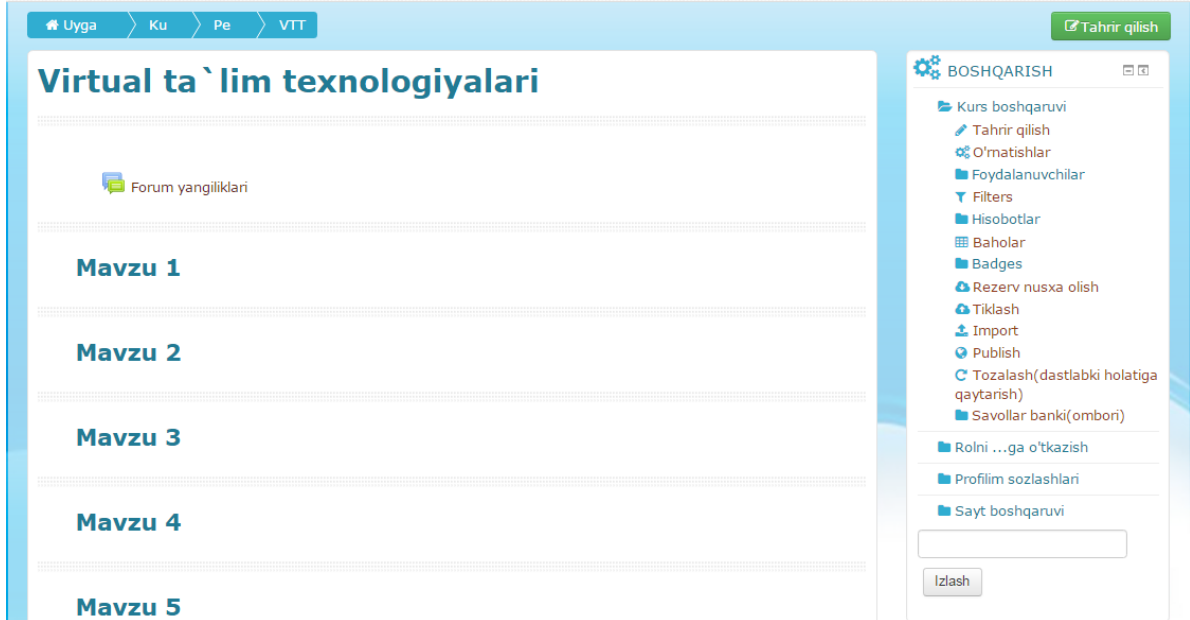 Uyga Ku Pe VTT
Tahrir qilish
Virtual ta`lim texnologiyalari
Forum yangiliklari
Mavzu 1
Mavzu 2
Mavzu 3
Mavzu 4
Mavzu 5
BOSHQARISH
Kurs boshqaruvi
Tahrir qilish
O'rnatishlar
Foydalanuvchilar
Filters
Hisobotlar
Baholar
Badges
Rezerv nusxa olish
Tiklash
Import
Publish
Tozalash(dastlabki holatiga
qaytarish)
Savollar banki(ombori)
Rolni ...ga o'tkazish
Profilim sozlashlari
Sayt boshqaruvi
Izlash